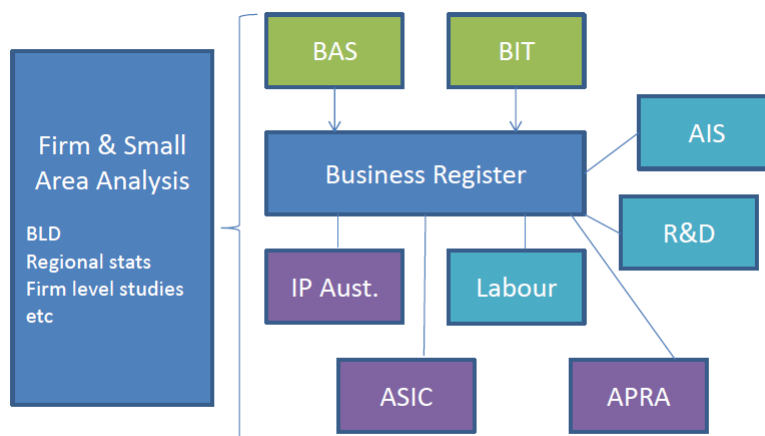 Firm & Small
Area Analysis
BLD
Regional stats
Firm level studies
etc
BAS
BIT
Business Register
AIS
R&D
IP Aust.
Labour
ASIC
APRA